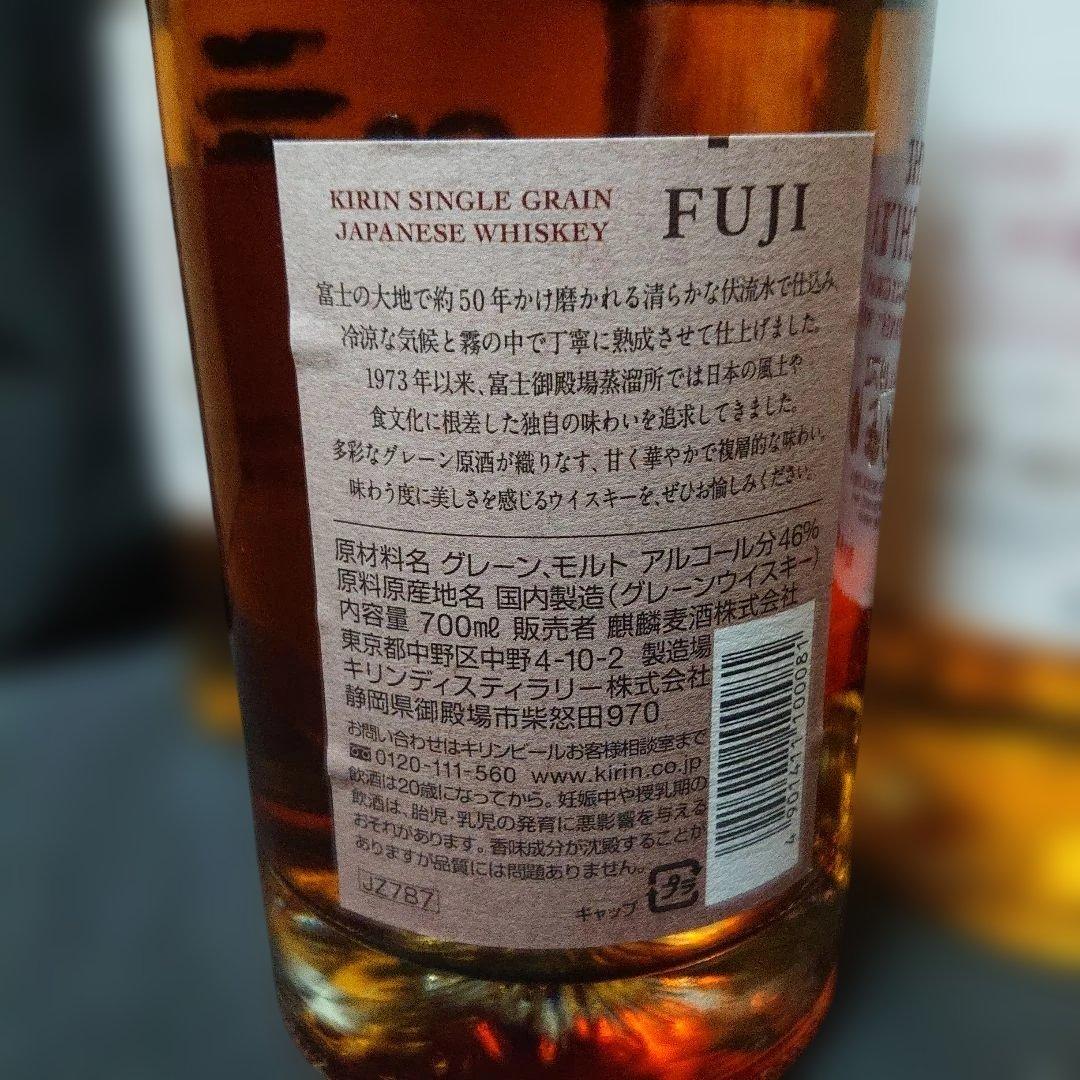 KIRIN SINGLE GRAIN
JAPANESE WHISKEY
FUJI
富士の大地で約50年かけ磨かれる清らかな伏流水で仕込み、
冷涼な気候と霧の中で丁寧に熟成させて仕上げました。
1973年以来、富士御殿場蒸溜所では日本の風土や
食文化に根差した独自の味わいを追求してきました。
多彩なグレーン原酒が織りなす、甘く華やかで複層的な味わい。
味わう度に美しさを感じるウイスキーを、ぜひお愉しみください。
原材料名 グレーン、モルト アルコール分46%
原料原産地名 国内製造(グレーンウイスキー)
内容量 700mℓ 販売者 麒麟麦酒株式会社
東京都中野区中野4-10-2 製造場
キリンディスティラリー株式会社
静岡県御殿場市柴怒田970
お問い合わせはキリンビールお客様相談室まで
0120-111-560 www.kirin.co.jp
飲酒は20歳になってから。妊娠中や授乳期の
飲酒は、胎児・乳児の発育に悪影響を与える
おそれがあります。香味成分が沈殿することが
ありますが品質には問題ありません。
JZ787
キャップ プラ
4 901411 100081